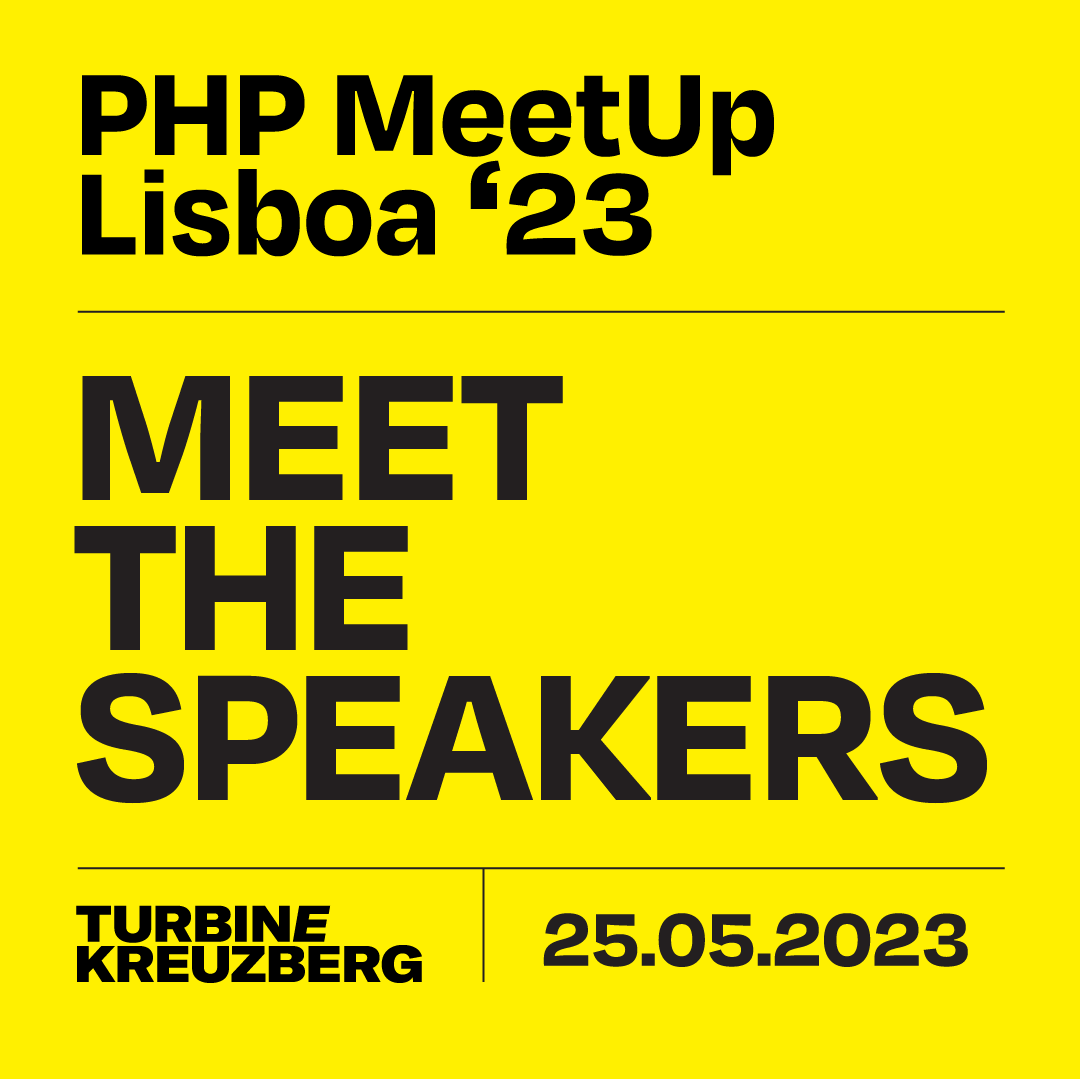 PHP MeetUp
Lisboa ‘23
MEET
THE
SPEAKERS
TURBINE
KREUZBERG
25.05.2023